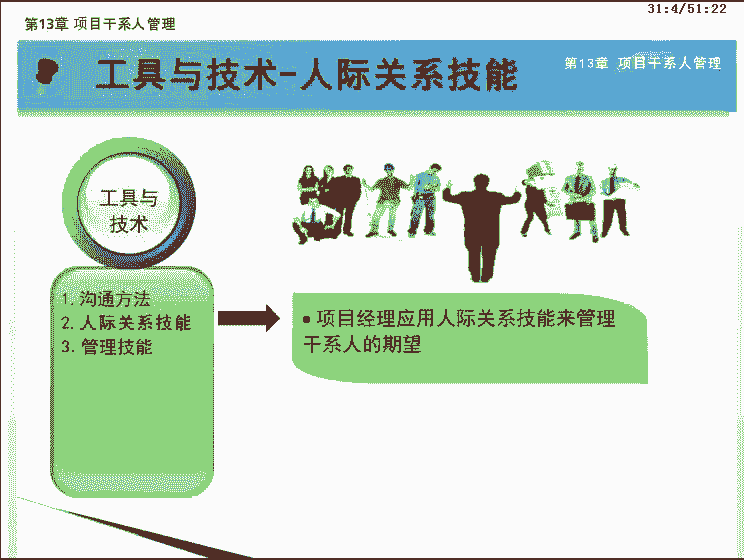 31:4/51:22
第13章 项目干系人管理
工具与技术-人际关系技能
第13章 项目干系人管理
工具与
技术
1. 沟通方法
2. 人际关系技能
3. 管理技能
• 项目经理应用人际关系技能来管理
干系人的期望